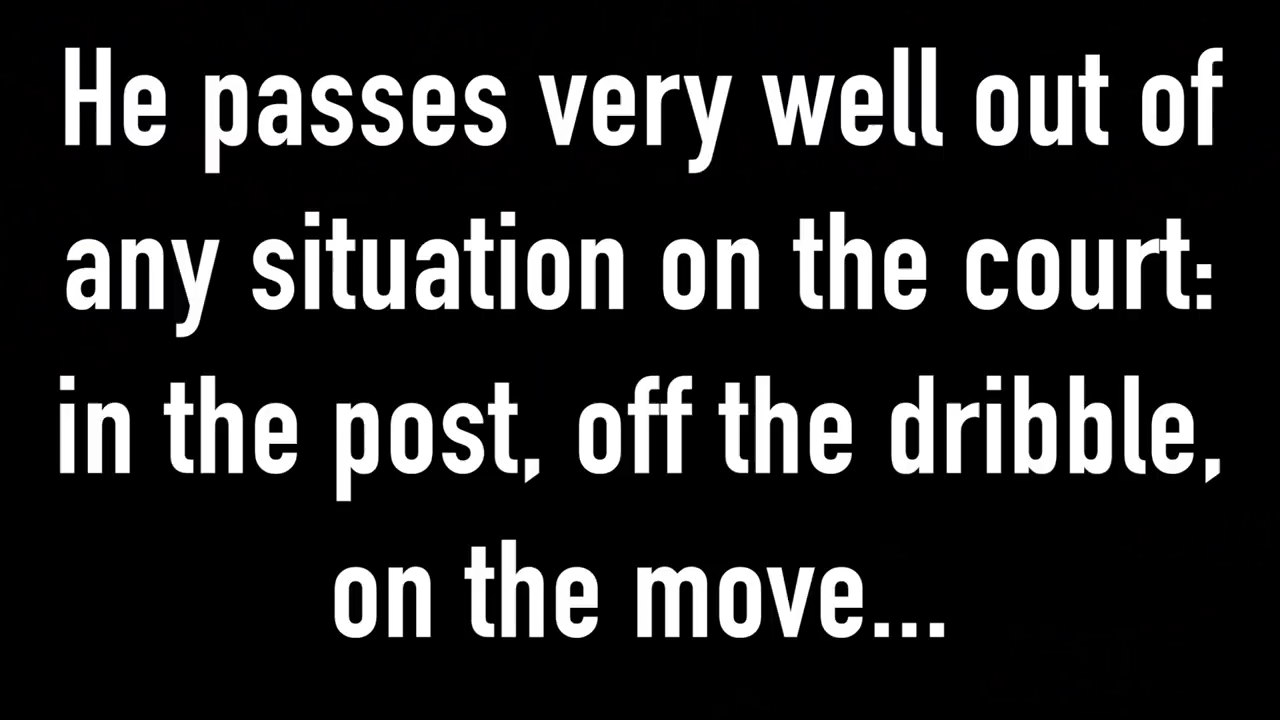 He passes very well out of
any situation on the court:
in the post, off the dribble,
on the move...